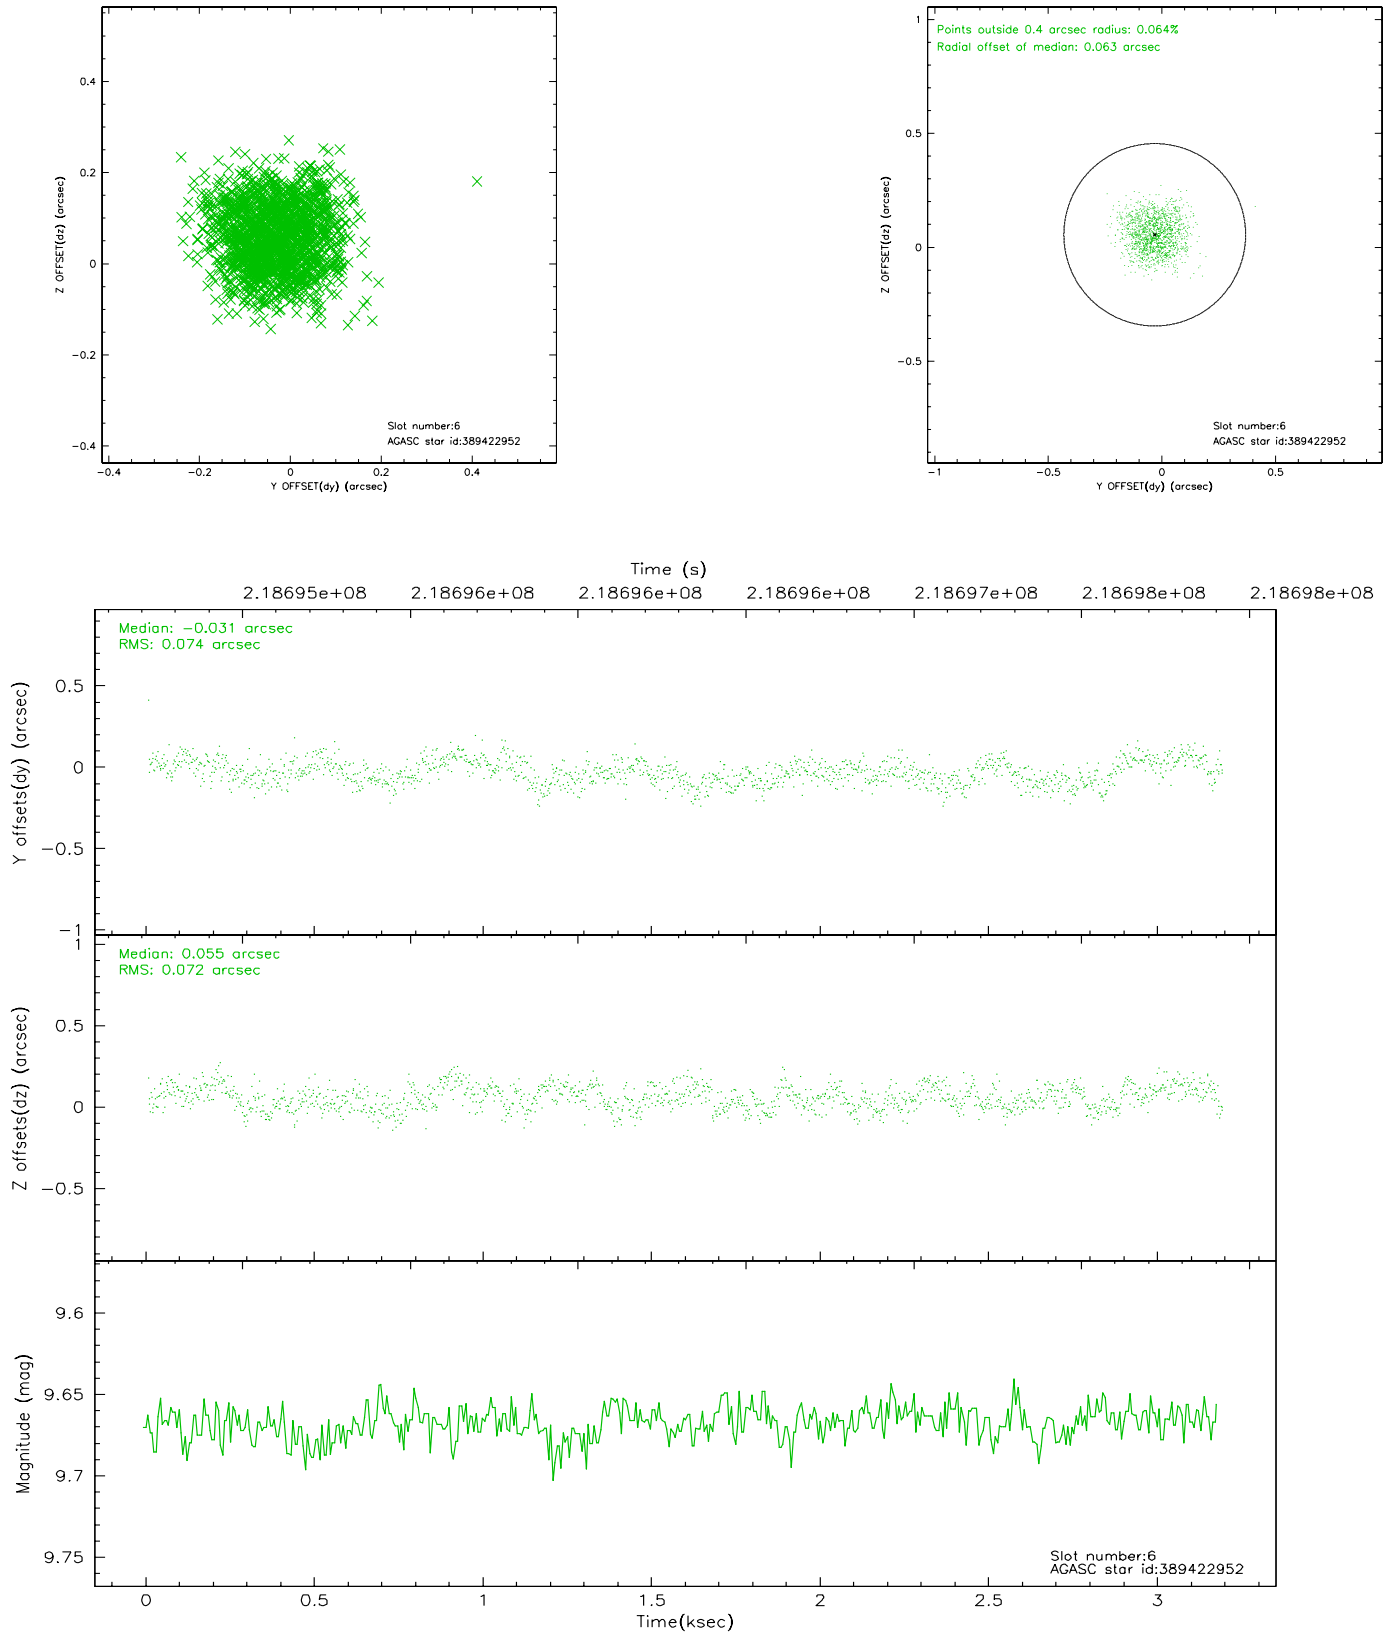 0.4
0.2
0
−0.2
−0.4
Z OFFSET(dz) (arcsec)
Slot number:6
AGASC star id:389422952
−0.4 −0.2 0 0.2 0.4
Y OFFSET(dy) (arcsec)
Points outside 0.4 arcsec radius: 0.064%
Radial offset of median: 0.063 arcsec
1
0.5
0
−0.5
Z OFFSET(dz) (arcsec)
Slot number:6
AGASC star id:389422952
−1 −0.5 0 0.5
Y OFFSET(dy) (arcsec)
Time (s)
2.18695e+08 2.18696e+08 2.18696e+08 2.18696e+08 2.18697e+08 2.18698e+08 2.18698e+08
Median: −0.031 arcsec
RMS: 0.074 arcsec
0.5
0
−0.5
−1
Y offsets(dy) (arcsec)
Median: 0.055 arcsec
RMS: 0.072 arcsec
1
0.5
0
−0.5
Z offsets(dz) (arcsec)
9.6
9.65
9.7
9.75
Magnitude (mag)
Slot number:6
AGASC star id:389422952
0 0.5 1 1.5 2 2.5 3
Time(ksec)